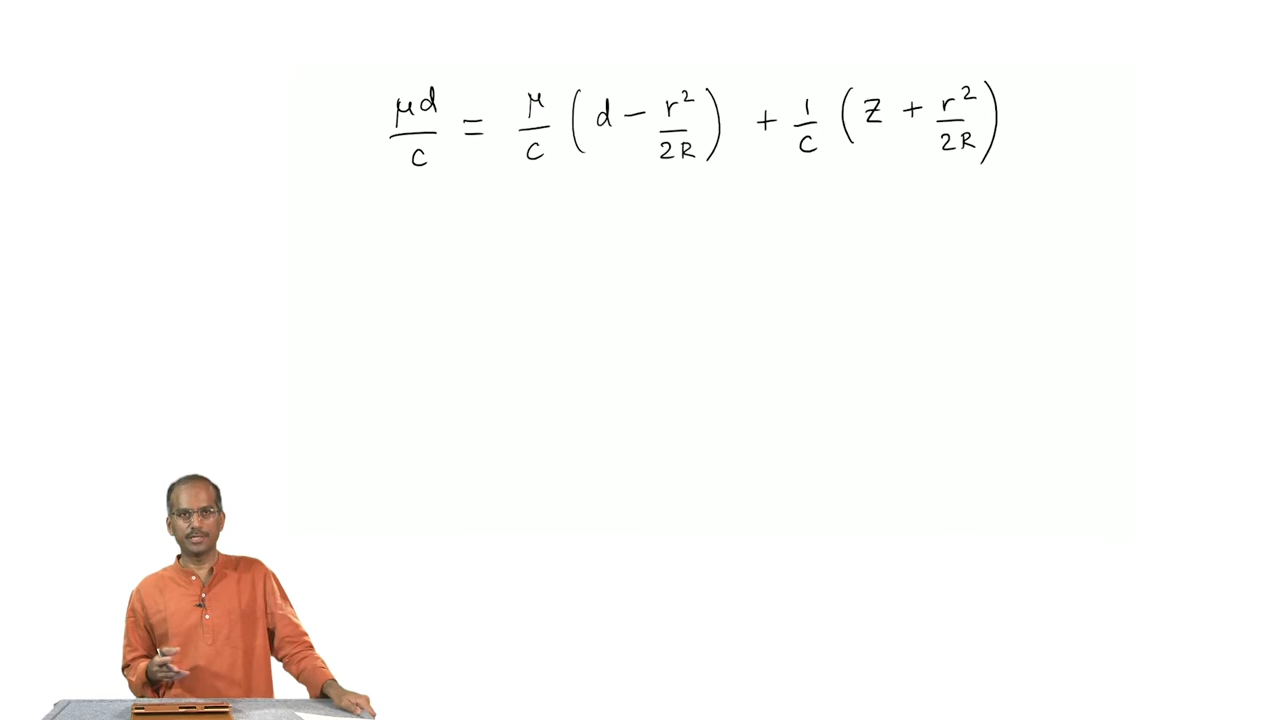 μd/c = μ/c (d − r²/2R) + 1/c (z + r²/2R)